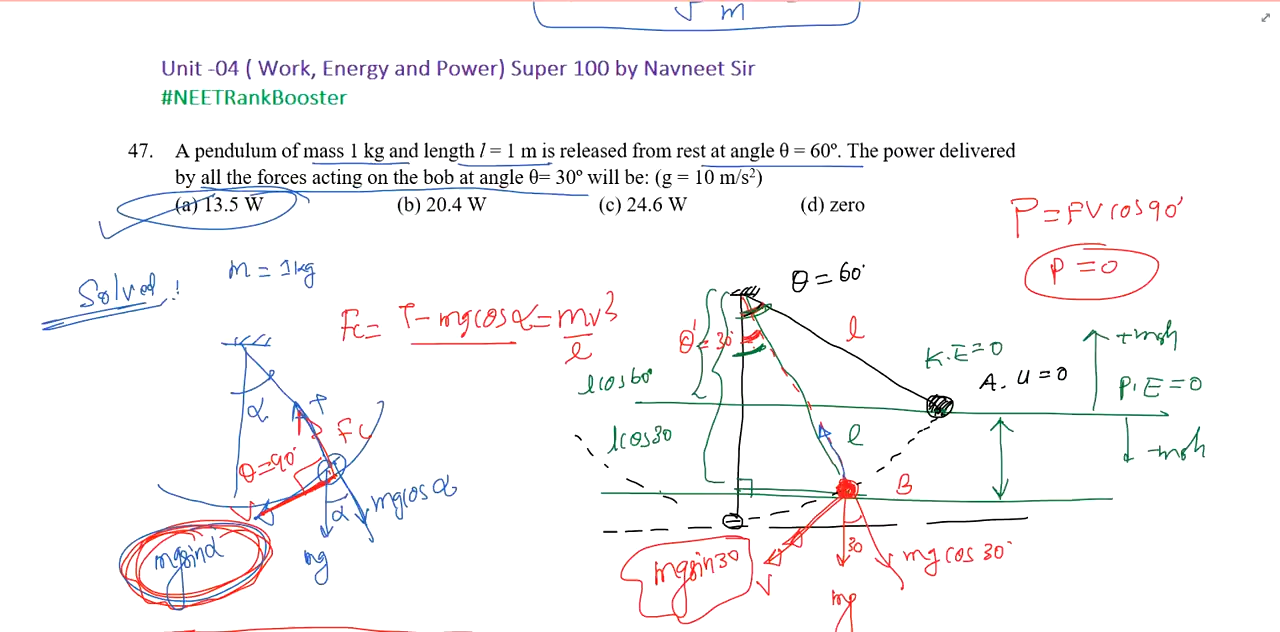 √ m
Unit -04 ( Work, Energy and Power) Super 100 by Navneet Sir
#NEETRankBooster
47. A pendulum of mass 1 kg and length l = 1 m is released from rest at angle θ = 60º. The power delivered
by all the forces acting on the bob at angle θ= 30º will be: (g = 10 m/s²)
(a) 13.5 W (b) 20.4 W (c) 24.6 W (d) zero
P = FV cos 90°
P = 0
Solved!
m = 1 kg
θ = 60°
Fc = T - mg cos α = mv²/l
θ' = 30°
l
K.E = 0
+mgh
A. U = 0
P.E = 0
l cos 60°
α
T
Fc
l cos 30
l
-mgh
θ = 90°
B
V
α
mg cos α
mg sin α
mg
mg sin 30
V
30
mg cos 30°
mg